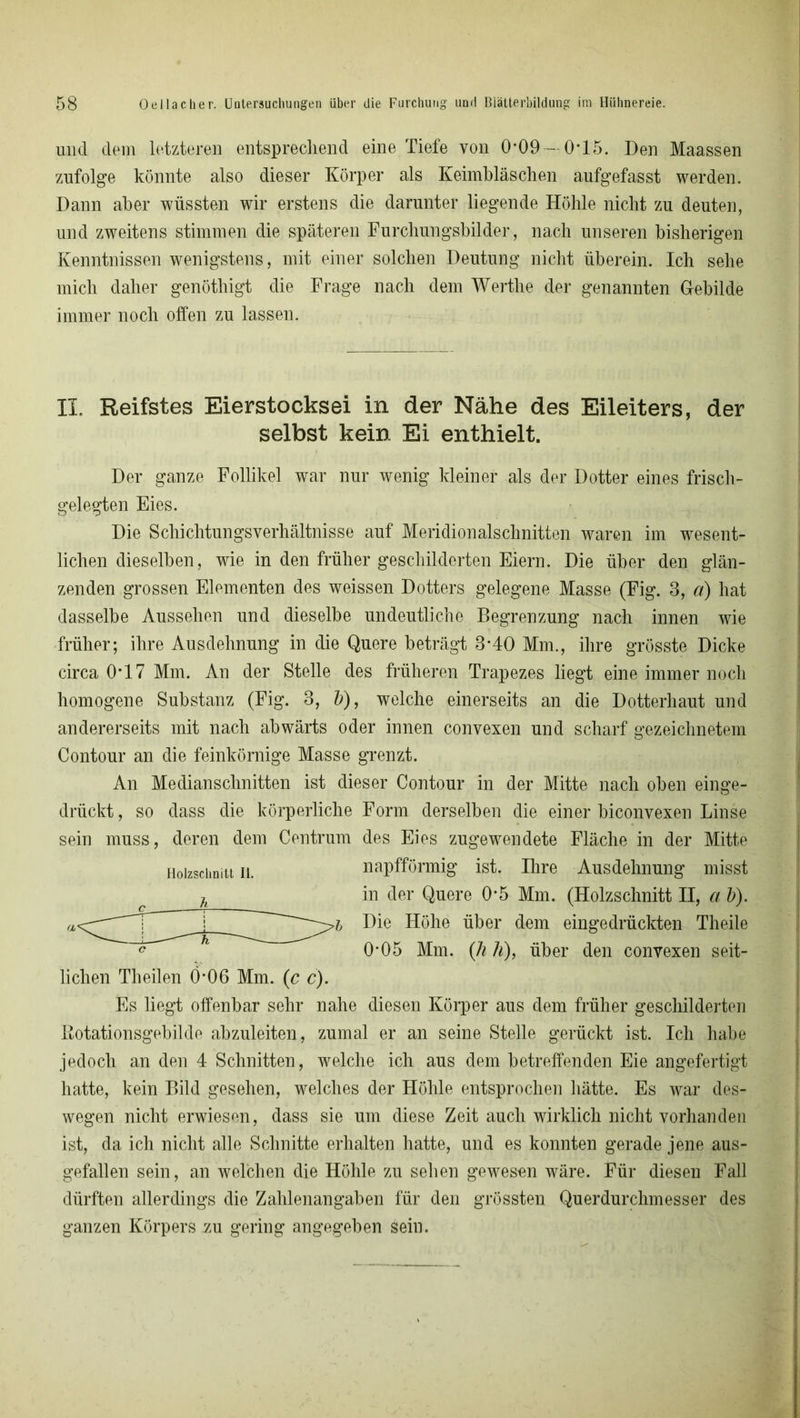 58 Oellacher. Untersuchungen über die Furchung und Blätterbildung im Hühnereie.
und dem letzteren entsprechend eine Tiefe von 0·09 – 0·15. Den Maassen
zufolge könnte also dieser Körper als Keimbläschen aufgefasst werden.
Dann aber wüssten wir erstens die darunter liegende Höhle nicht zu deuten,
und zweitens stimmen die späteren Furchungsbilder, nach unseren bisherigen
Kenntnissen wenigstens, mit einer solchen Deutung nicht überein. Ich sehe
mich daher genöthigt die Frage nach dem Werthe der genannten Gebilde
immer noch offen zu lassen.
II. Reifstes Eierstocksei in der Nähe des Eileiters, der
selbst kein Ei enthielt.
Der ganze Follikel war nur wenig kleiner als der Dotter eines frisch-
gelegten Eies.
Die Schichtungsverhältnisse auf Meridionalschnitten waren im wesent-
lichen dieselben, wie in den früher geschilderten Eiern. Die über den glän-
zenden grossen Elementen des weissen Dotters gelegene Masse (Fig. 3, a) hat
dasselbe Aussehen und dieselbe undeutliche Begrenzung nach innen wie
früher; ihre Ausdehnung in die Quere beträgt 3·40 Mm., ihre grösste Dicke
circa 0·17 Mm. An der Stelle des früheren Trapezes liegt eine immer noch
homogene Substanz (Fig. 3, b), welche einerseits an die Dotterhaut und
andererseits mit nach abwärts oder innen convexen und scharf gezeichnetem
Contour an die feinkörnige Masse grenzt.
An Medianschnitten ist dieser Contour in der Mitte nach oben einge-
drückt, so dass die körperliche Form derselben die einer biconvexen Linse
sein muss, deren dem Centrum des Eies zugewendete Fläche in der Mitte
napfförmig ist. Ihre Ausdehnung misst
in der Quere 0·5 Mm. (Holzschnitt II, a b).
Die Höhe über dem eingedrückten Theile
0·05 Mm. (h h), über den convexen seit-
Holzschnitt II.
c h
a b
c h
lichen Theilen 0·06 Mm. (c c).
Es liegt offenbar sehr nahe diesen Körper aus dem früher geschilderten
Rotationsgebilde abzuleiten, zumal er an seine Stelle gerückt ist. Ich habe
jedoch an den 4 Schnitten, welche ich aus dem betreffenden Eie angefertigt
hatte, kein Bild gesehen, welches der Höhle entsprochen hätte. Es war des-
wegen nicht erwiesen, dass sie um diese Zeit auch wirklich nicht vorhanden
ist, da ich nicht alle Schnitte erhalten hatte, und es konnten gerade jene aus-
gefallen sein, an welchen die Höhle zu sehen gewesen wäre. Für diesen Fall
dürften allerdings die Zahlenangaben für den grössten Querdurchmesser des
ganzen Körpers zu gering angegeben sein.